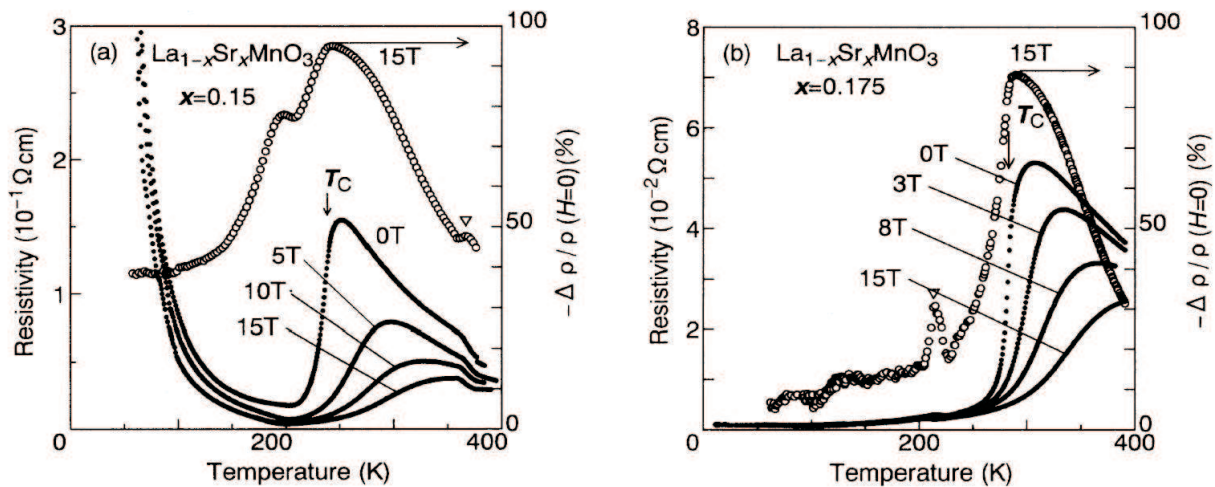 (a) La1−xSrxMnO3
x=0.15
15T
TC
0T
5T
10T
15T
3
2
1
0
100
50
0
0
200
400
Resistivity (10−1 Ω cm)
−Δρ/ρ (H=0) (%)
Temperature (K)
(b) La1−xSrxMnO3
x=0.175
15T
TC
0T
3T
8T
15T
8
6
4
2
0
100
50
0
0
200
400
Resistivity (10−2 Ω cm)
−Δρ/ρ (H=0) (%)
Temperature (K)